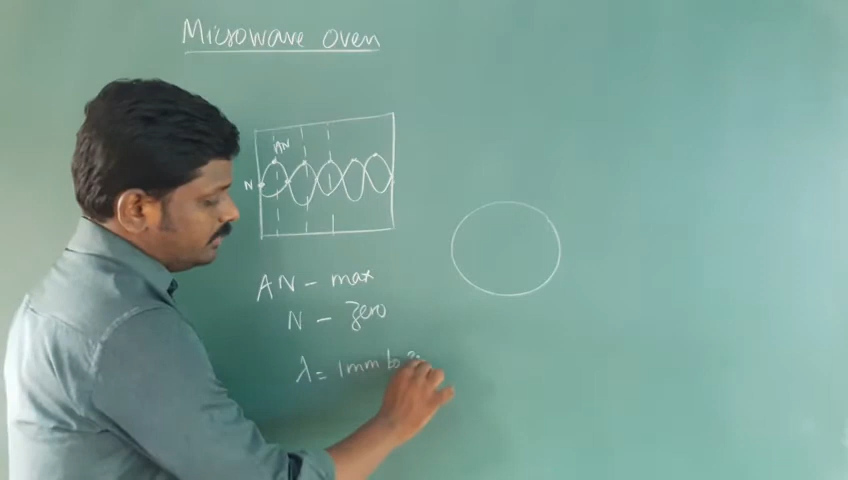 Microwave oven
AN
N
AN - max
N - Zero
λ = 1mm to